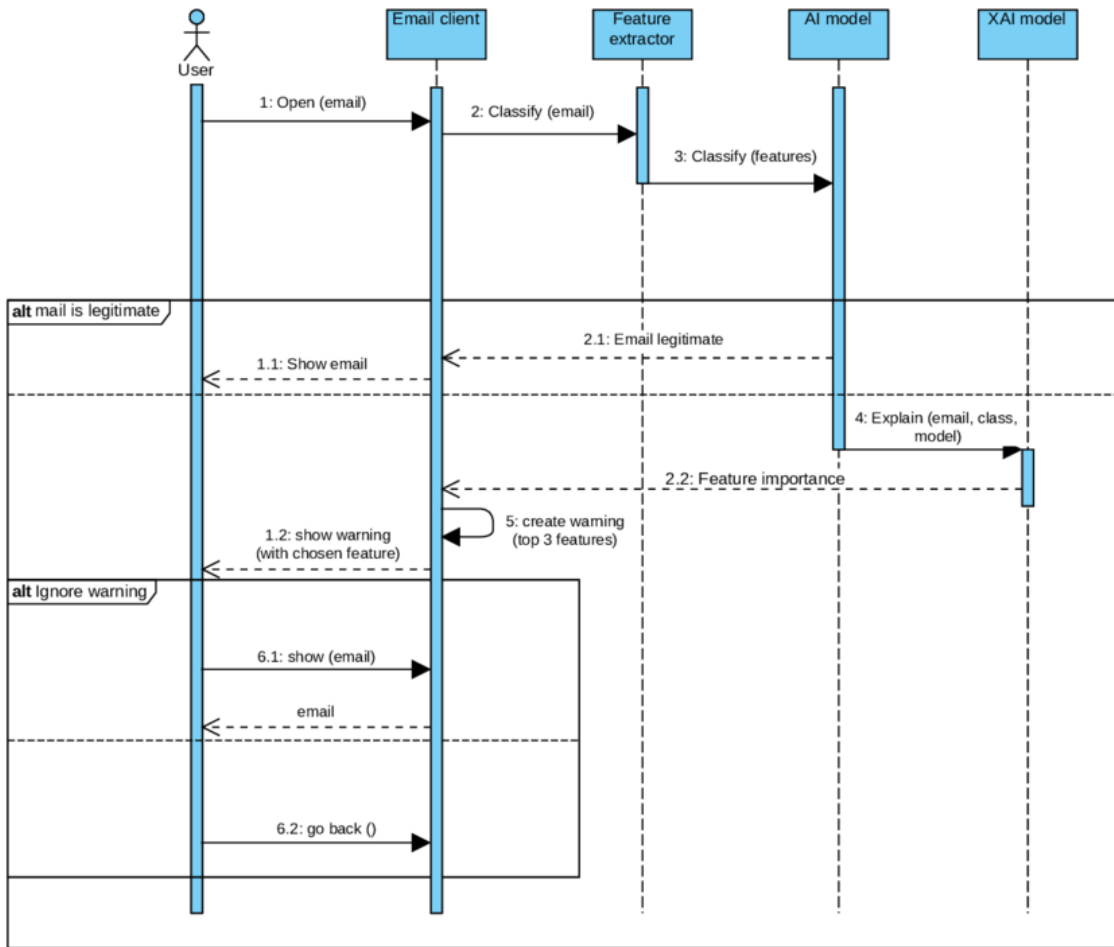 Email client
Feature
extractor
AI model
XAI model
User
1: Open (email)
2: Classify (email)
3: Classify (features)
alt mail is legitimate
2.1: Email legitimate
1.1: Show email
4: Explain (email, class,
model)
2.2: Feature importance
5: create warning
(top 3 features)
1.2: show warning
(with chosen feature)
alt Ignore warning
6.1: show (email)
email
6.2: go back ()